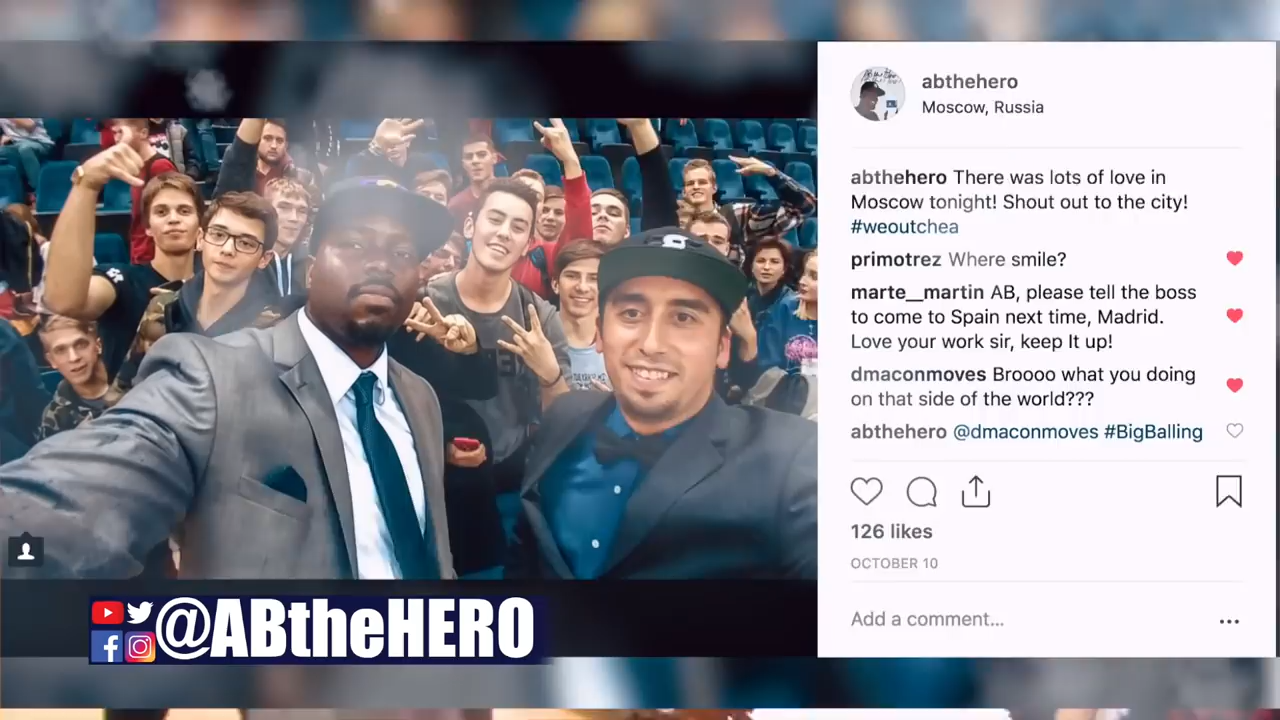 abthehero
Moscow, Russia
abthehero There was lots of love in
Moscow tonight! Shout out to the city!
#weoutchea
primotrez Where smile?
marte__martin AB, please tell the boss
to come to Spain next time, Madrid.
Love your work sir, keep It up!
dmaconmoves Broooo what you doing
on that side of the world???
abthehero @dmaconmoves #BigBalling
126 likes
OCTOBER 10
Add a comment...
@ABtheHERO